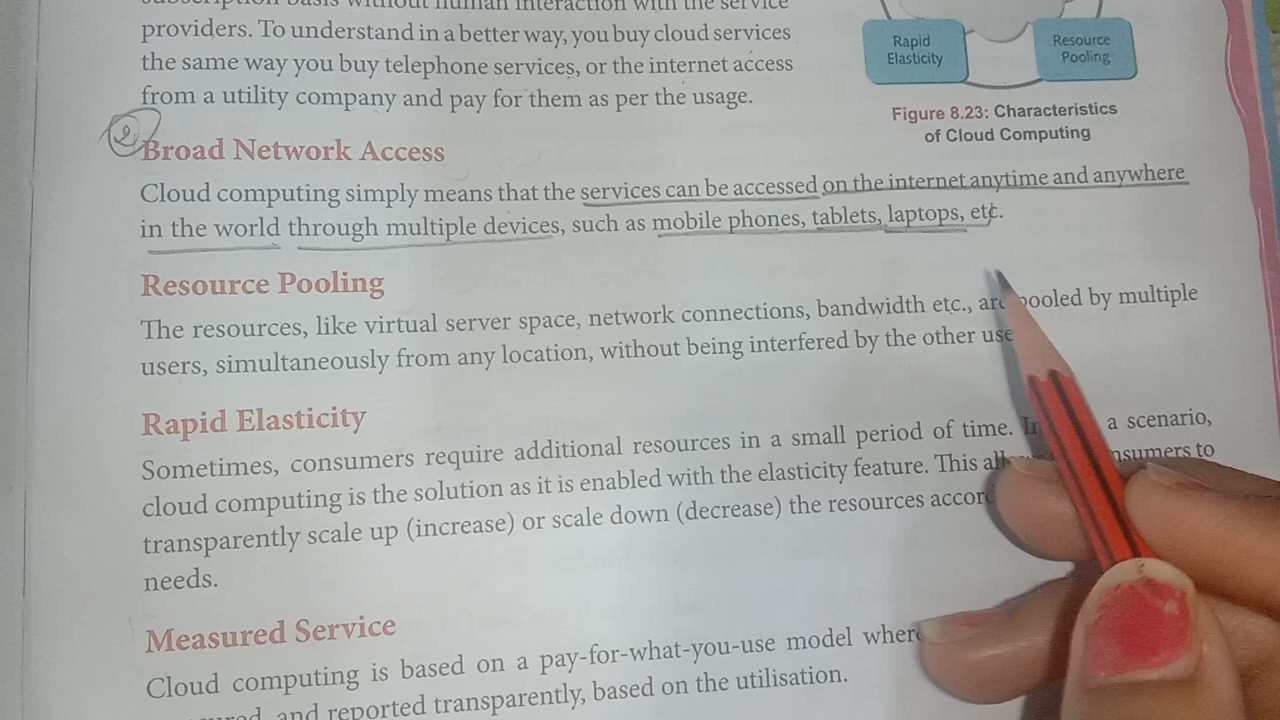 providers. To understand in a better way, you buy cloud services
the same way you buy telephone services, or the internet access
from a utility company and pay for them as per the usage.
Rapid
Elasticity
Resource
Pooling
Figure 8.23: Characteristics
of Cloud Computing
2
Broad Network Access
Cloud computing simply means that the services can be accessed on the internet anytime and anywhere
in the world through multiple devices, such as mobile phones, tablets, laptops, etc.
Resource Pooling
The resources, like virtual server space, network connections, bandwidth etc., are pooled by multiple
users, simultaneously from any location, without being interfered by the other
Rapid Elasticity
Sometimes, consumers require additional resources in a small period of time. a scenario,
cloud computing is the solution as it is enabled with the elasticity feature. This to
transparently scale up (increase) or scale down (decrease) the resources
needs.
Measured Service
Cloud computing is based on a pay-for-what-you-use model
and reported transparently, based on the utilisation.